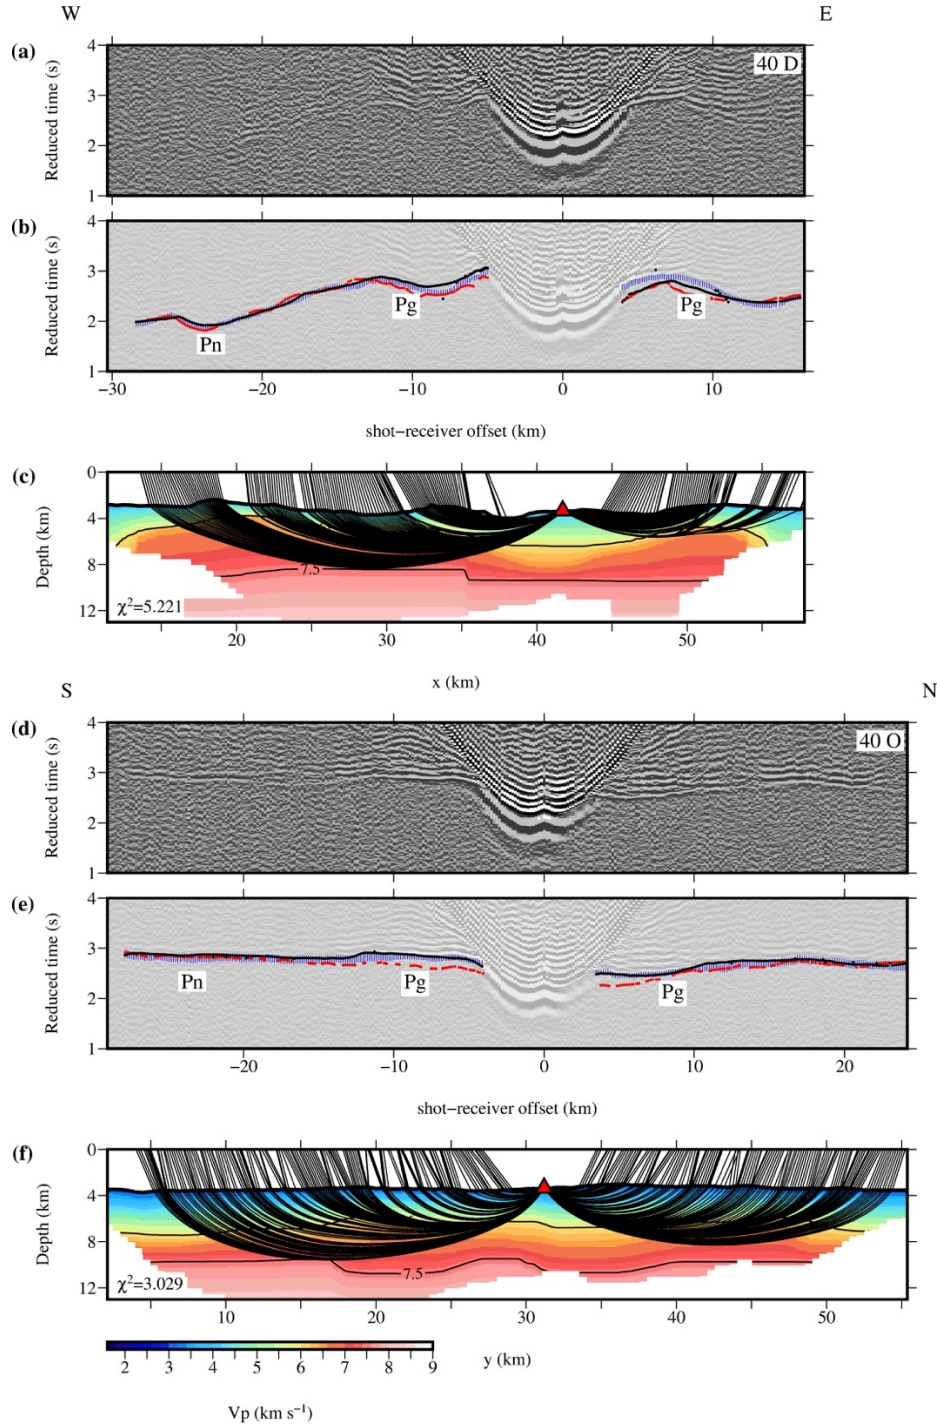 W E
(a)
40 D
Reduced time (s)
4
3
2
1
(b)
Reduced time (s)
4
3
2
1
Pn
Pg
Pg
−30 −20 −10 0 10
shot−receiver offset (km)
(c)
Depth (km)
0
4
8
12
7.5
χ²=5.221
20 30 40 50
x (km)
S N
(d)
40 O
Reduced time (s)
4
3
2
1
(e)
Reduced time (s)
4
3
2
1
Pn
Pg
Pg
−20 −10 0 10 20
shot−receiver offset (km)
(f)
Depth (km)
0
4
8
12
7.5
χ²=3.029
10 20 30 40 50
y (km)
2 3 4 5 6 7 8 9
Vp (km s⁻¹)